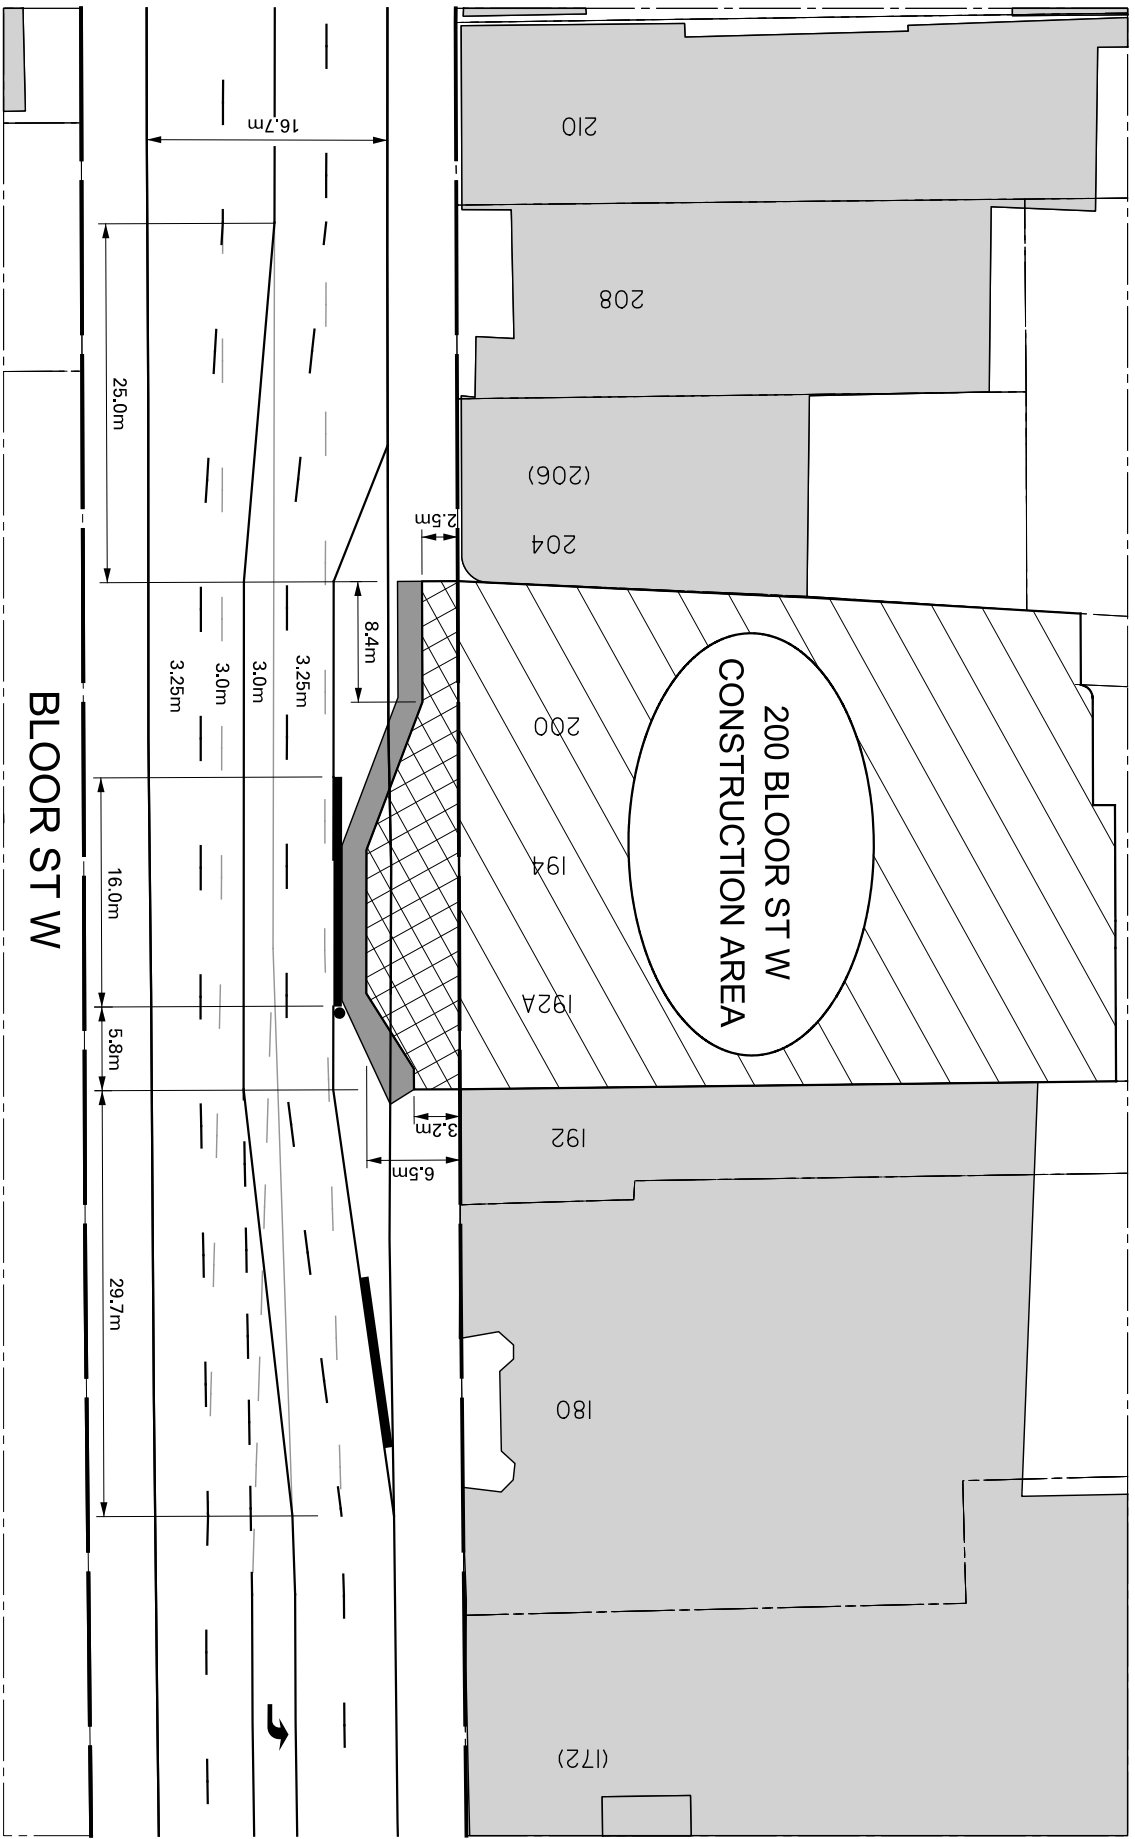 16.7m
210
208
25.0m
(206)
204
2.5m
8.4m
3.25m
3.0m
3.0m
3.25m
200
194
192A
200 BLOOR ST W
CONSTRUCTION AREA
BLOOR ST W
16.0m
5.8m
3.2m
6.5m
192
29.7m
180
(172)